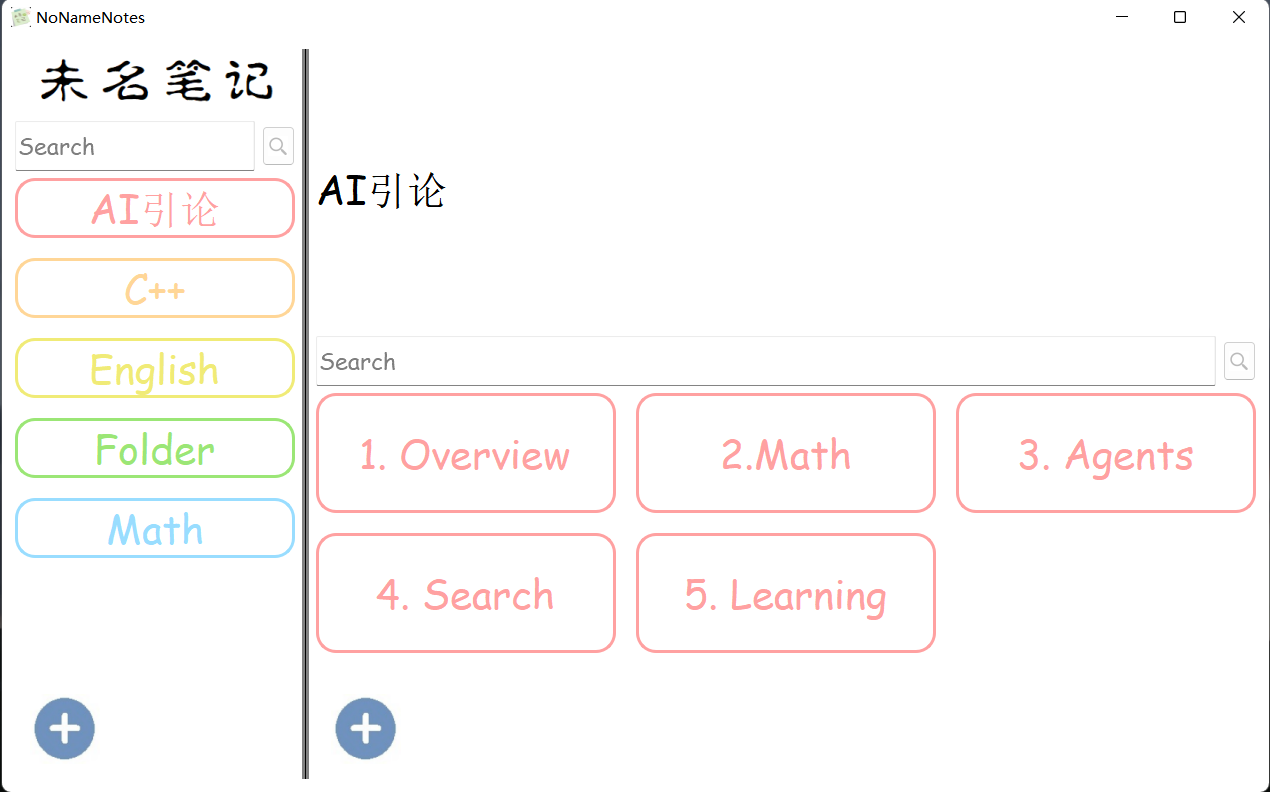 NoNameNotes
未名笔记
Search
AI引论
C++
English
Folder
Math
AI引论
Search
1. Overview
2.Math
3. Agents
4. Search
5. Learning